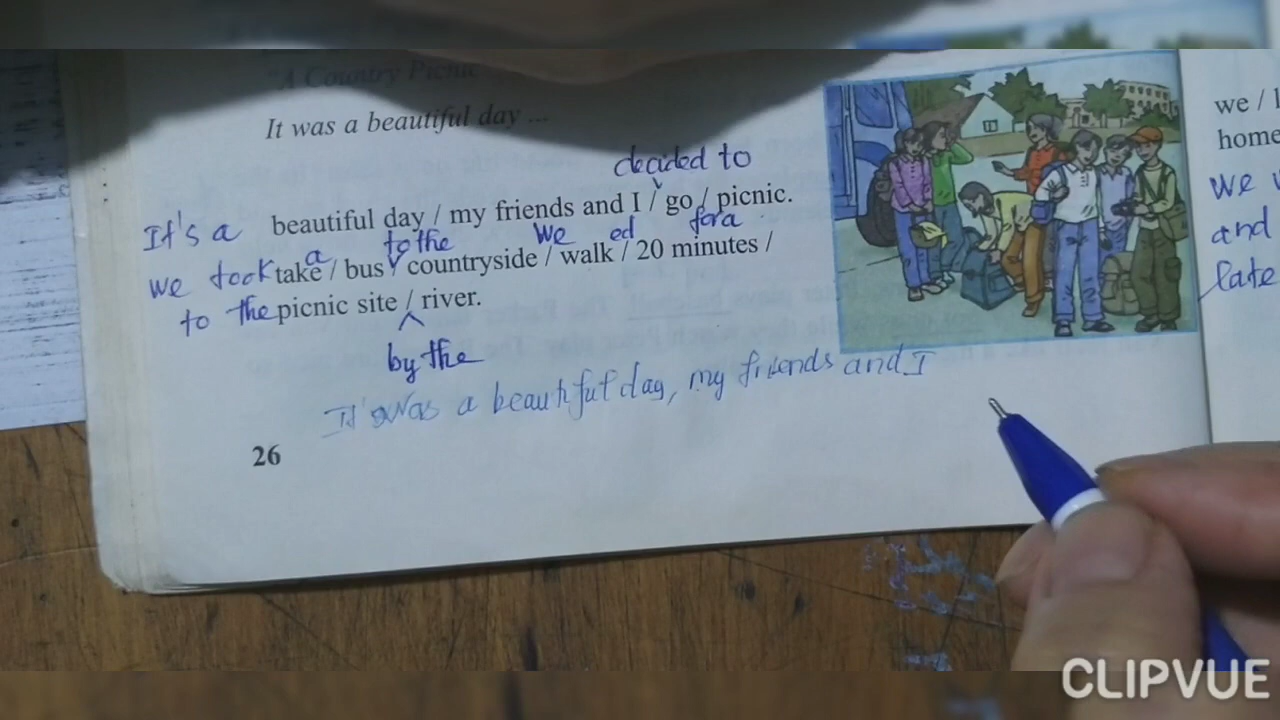 "A Country Picnic"
It was a beautiful day ...
decided to
It's a beautiful day / my friends and I / go / picnic.
a to the we ed for a
we took take / bus / countryside / walk / 20 minutes /
to the picnic site / river.
by the
It was a beautiful day, my friends and I
26
we /
home
we
and
late
CLIPVUE